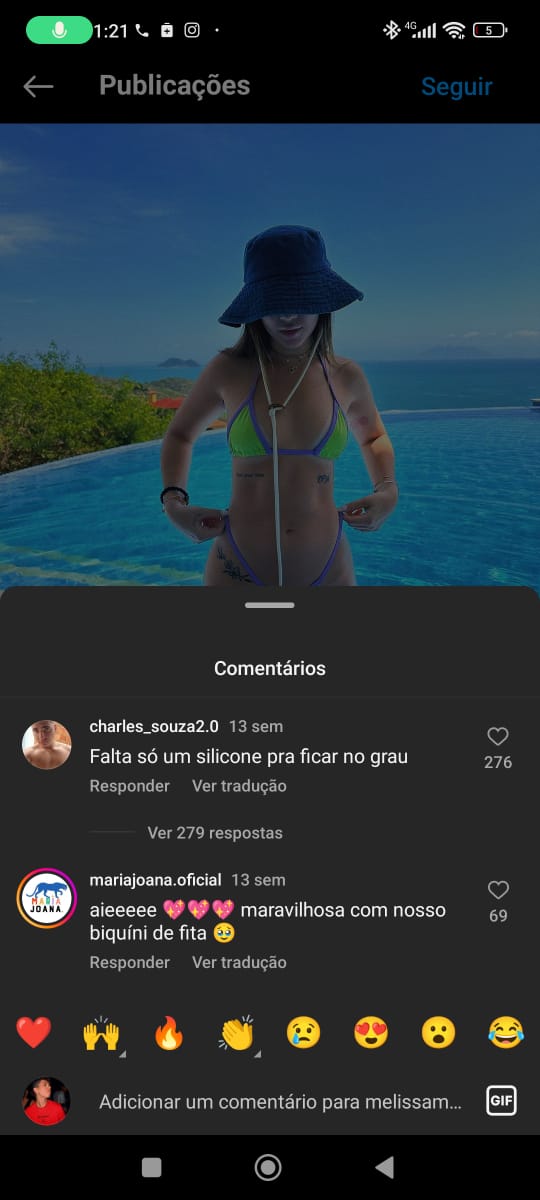 1:21
4G
5
Publicações
Seguir
Comentários
charles_souza2.0 13 sem
Falta só um silicone pra ficar no grau
276
Responder Ver tradução
Ver 279 respostas
MARIA
JOANA.
mariajoana.oficial 13 sem
aieeeee 💖💖💖 maravilhosa com nosso
biquíni de fita 🥹
69
Responder Ver tradução
❤️ 🙌 🔥 👏 😢 😍 😮 😂
Adicionar um comentário para melissam...
GIF